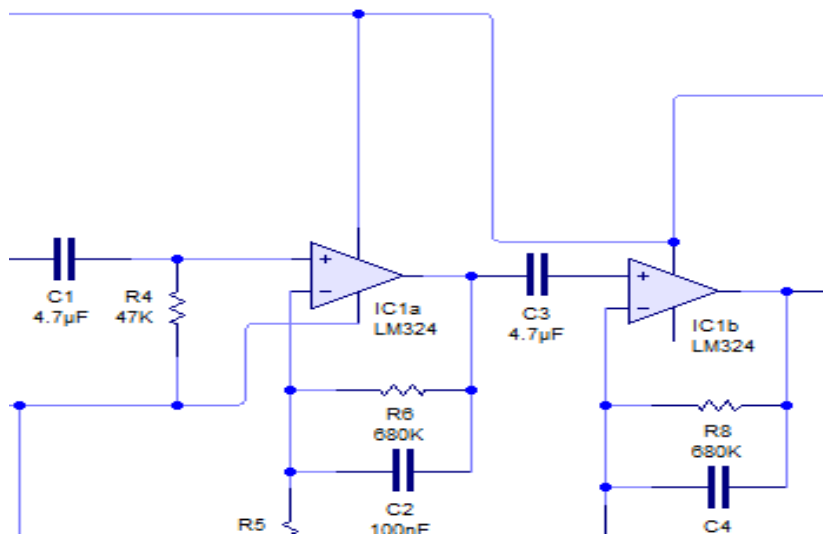 C1
4.7µF
R4
47K
+
−
IC1a
LM324
C3
4.7µF
+
−
IC1b
LM324
R6
680K
C2
100nF
R5
R8
680K
C4